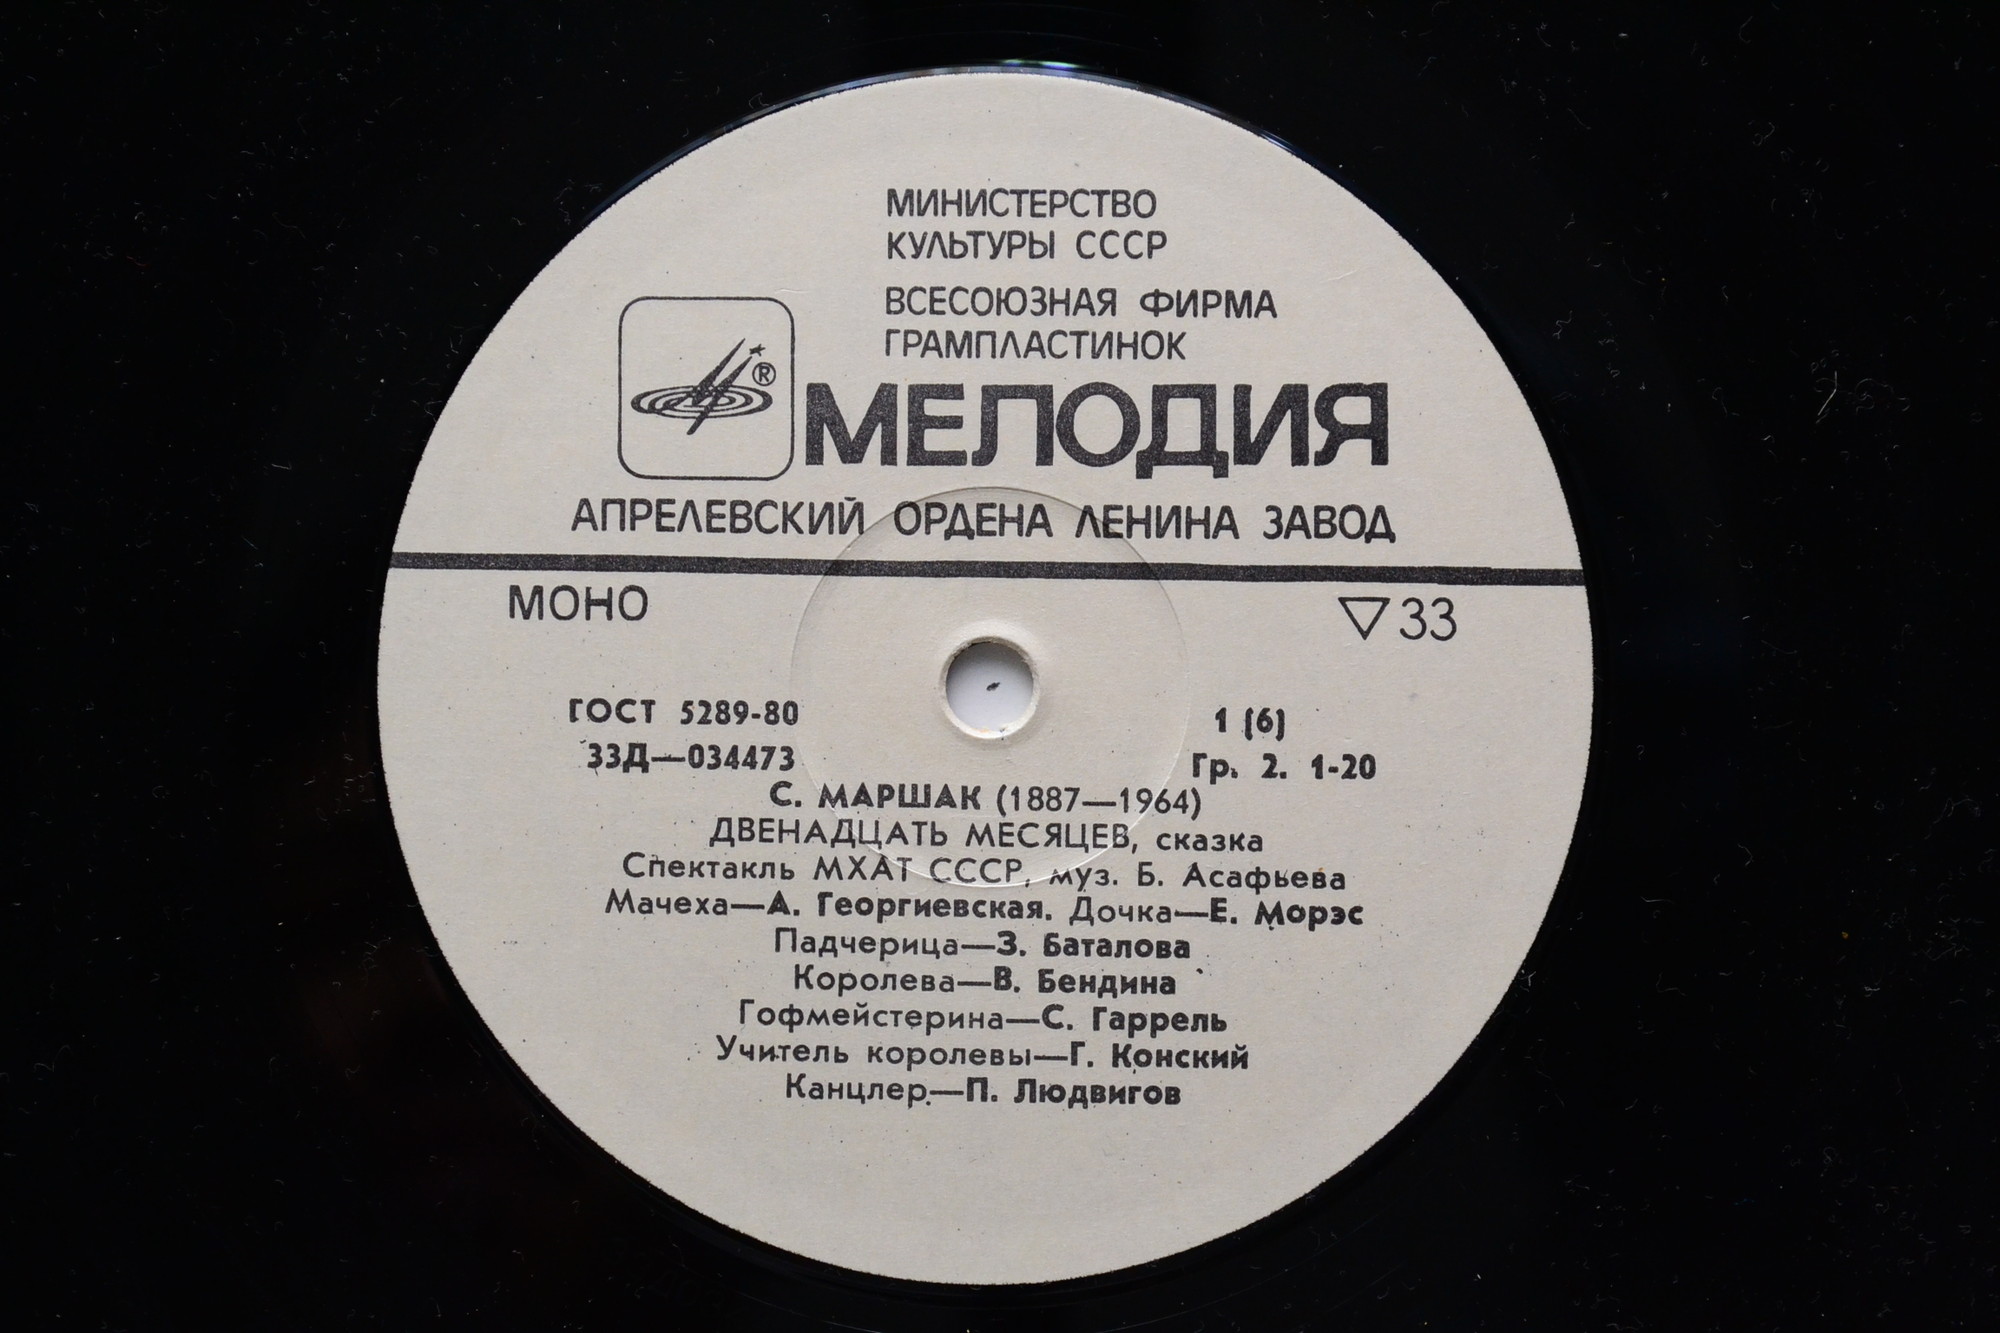 МИНИСТЕРСТВО
КУЛЬТУРЫ СССР
ВСЕСОЮЗНАЯ ФИРМА
ГРАМПЛАСТИНОК
®
МЕЛОДИЯ
АПРЕЛЕВСКИЙ ОРДЕНА ЛЕНИНА ЗАВОД
МОНО
▽33
ГОСТ 5289-80
1 (6)
33Д—034473
Гр. 2. 1-20
С. МАРШАК (1887—1964)
ДВЕНАДЦАТЬ МЕСЯЦЕВ, сказка
Спектакль МХАТ СССР, муз. Б. Асафьева
Мачеха—А. Георгиевская. Дочка—Е. Морэс
Падчерица—З. Баталова
Королева—В. Бендина
Гофмейстерина—С. Гаррель
Учитель королевы—Г. Конский
Канцлер—П. Людвигов